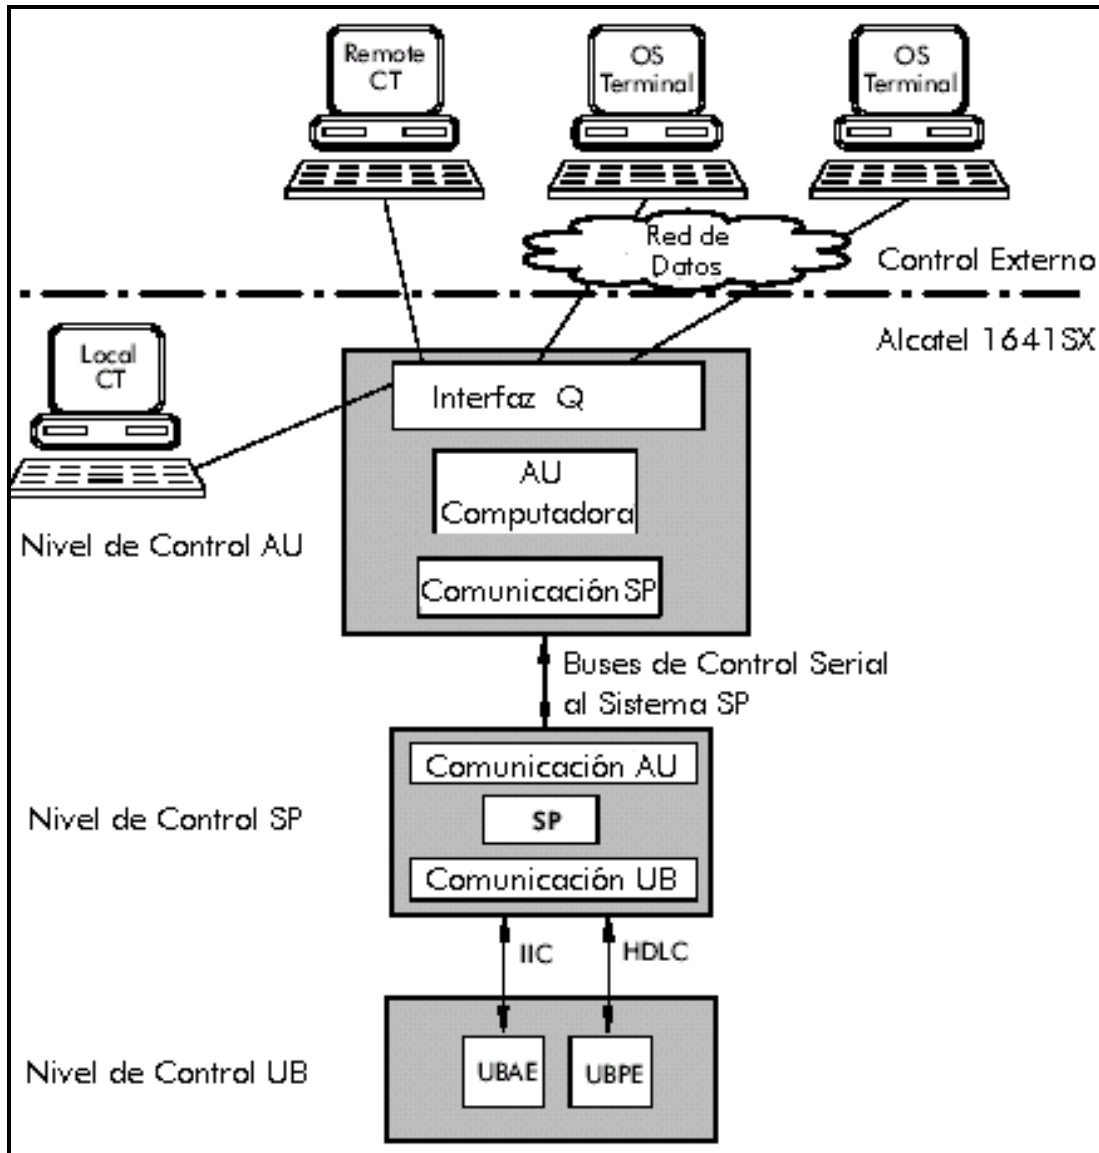 Remote
CT
OS
Terminal
OS
Terminal
Red de
Datos
Control Externo
Alcatel 1641SX
Local
CT
Interfaz Q
AU
Computadora
Nivel de Control AU
Comunicación SP
Buses de Control Serial
al Sistema SP
Comunicación AU
Nivel de Control SP
SP
Comunicación UB
IIC
HDLC
Nivel de Control UB
UBAE
UBPE